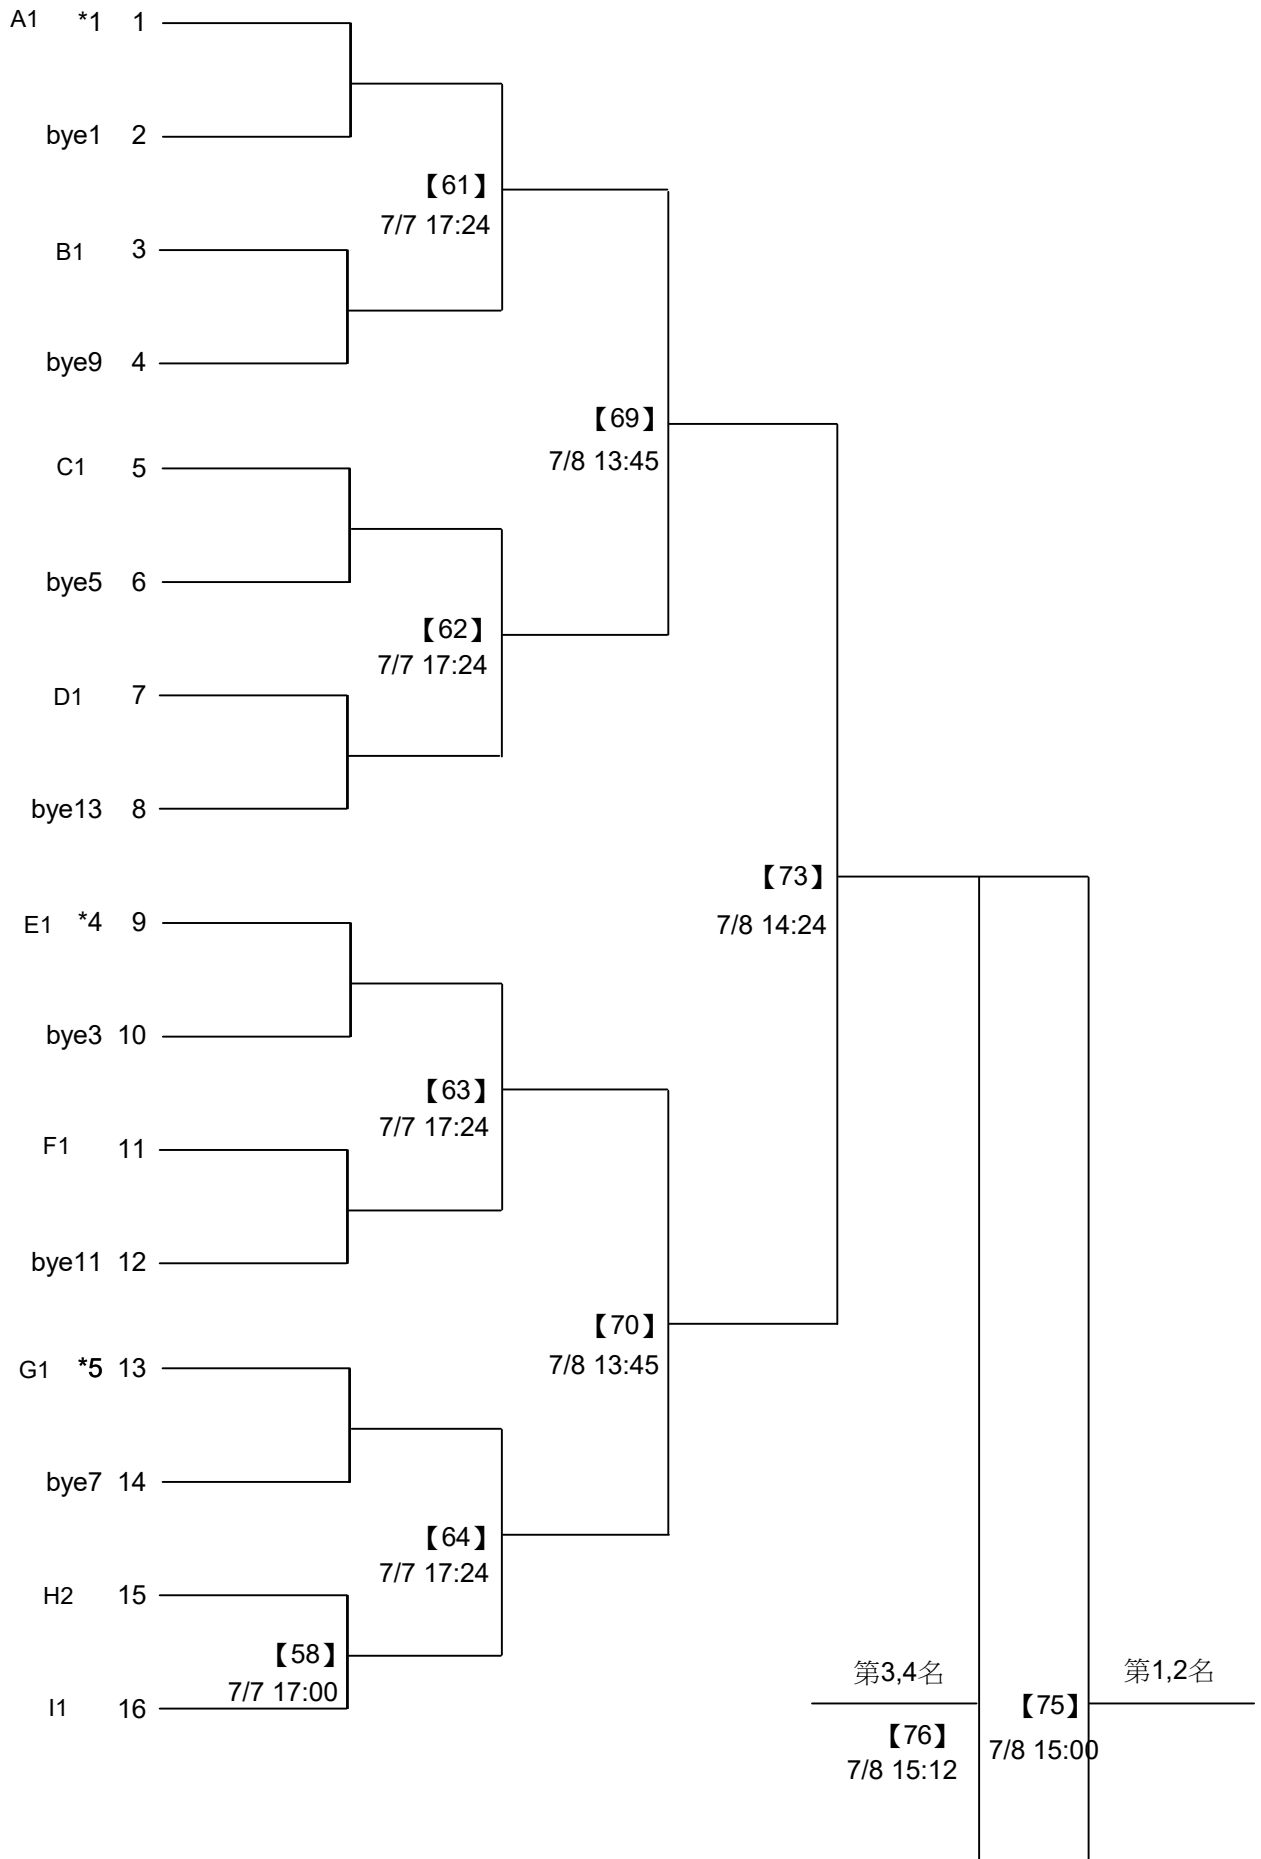 A1 *1 1
bye1 2
【61】
7/7 17:24
B1 3
bye9 4
【69】
7/8 13:45
C1 5
bye5 6
【62】
7/7 17:24
D1 7
bye13 8
【73】
7/8 14:24
E1 *4 9
bye3 10
【63】
7/7 17:24
F1 11
bye11 12
【70】
7/8 13:45
G1 *5 13
bye7 14
【64】
7/7 17:24
H2 15
【58】
7/7 17:00
I1 16
第3,4名
【76】
7/8 15:12
第1,2名
【75】
7/8 15:00